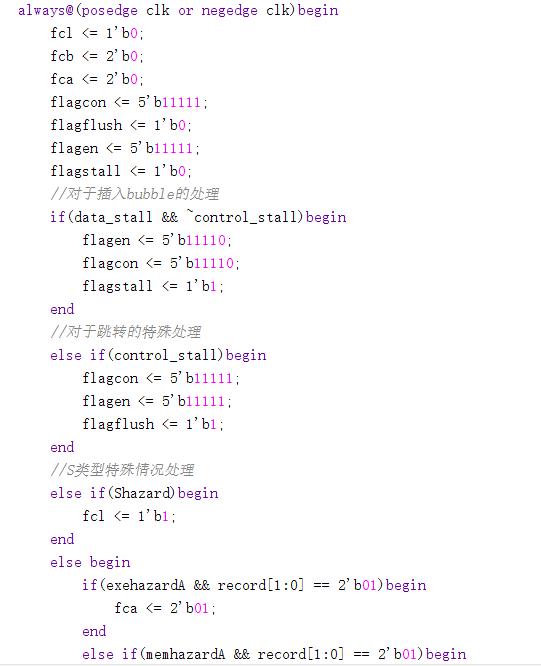 always@(posedge clk or negedge clk)begin
fcl <= 1'b0;
fcb <= 2'b0;
fca <= 2'b0;
flagcon <= 5'b11111;
flagflush <= 1'b0;
flagen <= 5'b11111;
flagstall <= 1'b0;
//对于插入bubble的处理
if(data_stall && ~control_stall)begin
flagen <= 5'b11110;
flagcon <= 5'b11110;
flagstall <= 1'b1;
end
//对于跳转的特殊处理
else if(control_stall)begin
flagcon <= 5'b11111;
flagen <= 5'b11111;
flagflush <= 1'b1;
end
//S类型特殊情况处理
else if(Shazard)begin
fcl <= 1'b1;
end
else begin
if(exehazardA && record[1:0] == 2'b01)begin
fca <= 2'b01;
end
else if(memhazardA && record[1:0] == 2'b01)begin